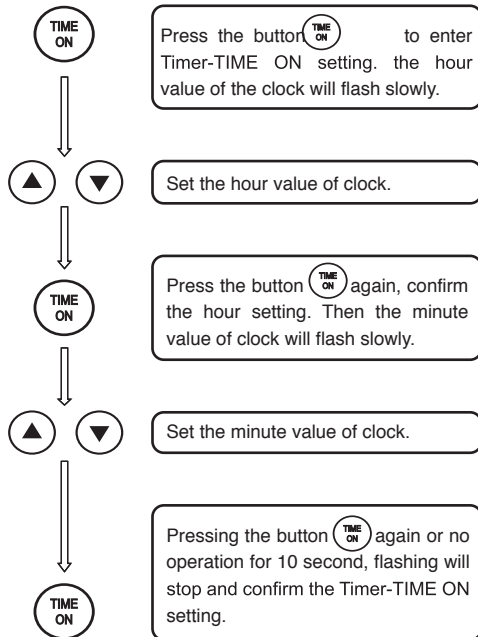 TIME
ON
Press the button TIME ON to enter
Timer-TIME ON setting. the hour
value of the clock will flash slowly.
Set the hour value of clock.
TIME
ON
Press the button TIME ON again, confirm
the hour setting. Then the minute
value of clock will flash slowly.
Set the minute value of clock.
Pressing the button TIME ON again or no
operation for 10 second, flashing will
stop and confirm the Timer-TIME ON
setting.
TIME
ON